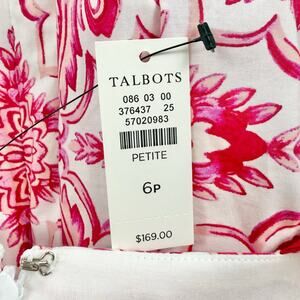 TALBOTS
086 03 00
376437 25
57020983
PETITE
6P
$169.00